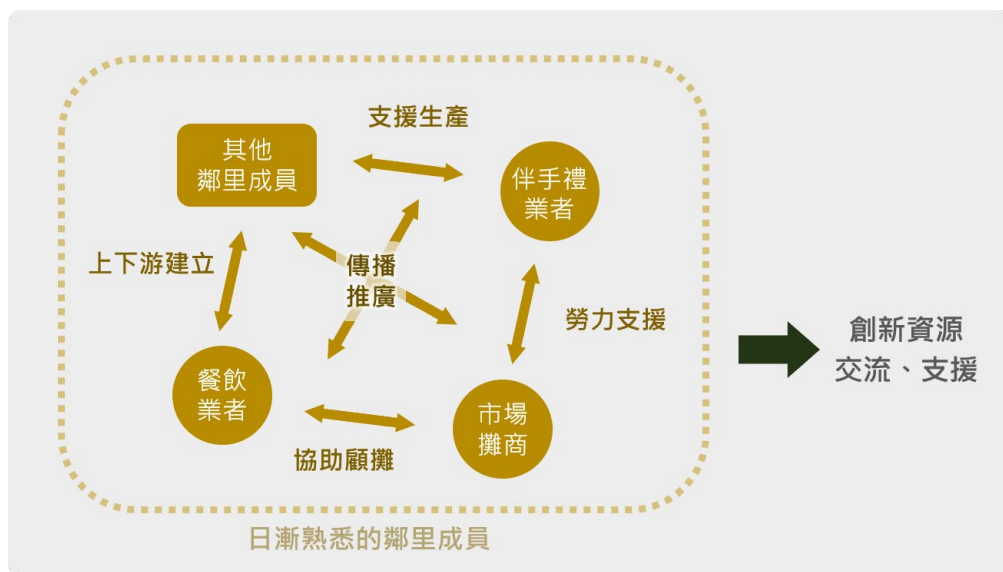 支援生產
其他
鄰里成員
伴手禮
業者
上下游建立
傳播
推廣
勞力支援
創新資源
交流、支援
餐飲
業者
市場
攤商
協助顧攤
日漸熟悉的鄰里成員